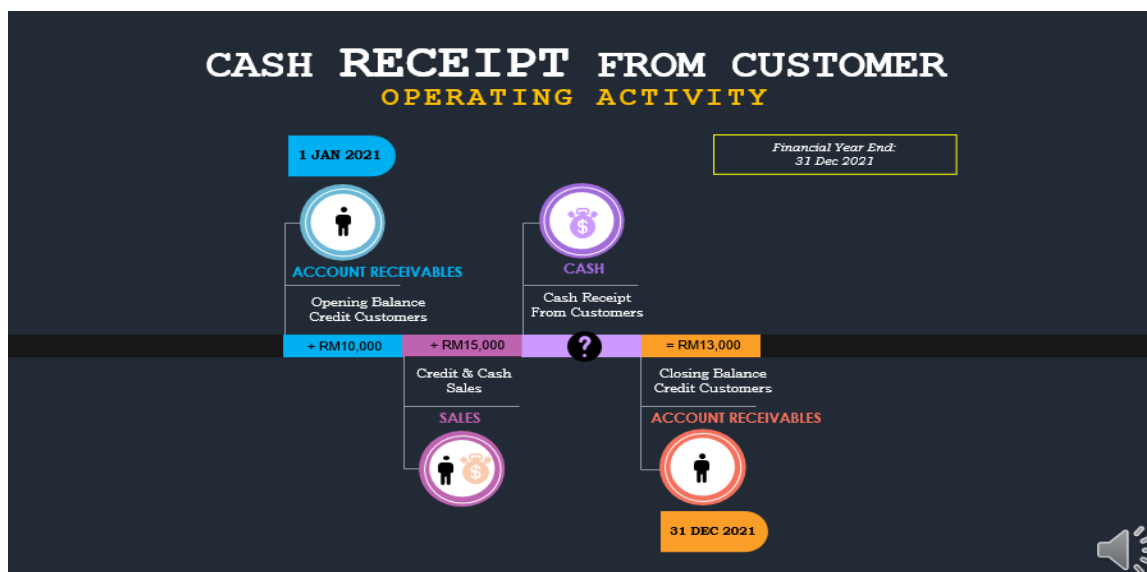 CASH RECEIPT FROM CUSTOMER
OPERATING ACTIVITY
1 JAN 2021
Financial Year End:
31 Dec 2021
$
ACCOUNT RECEIVABLES
CASH
Opening Balance
Credit Customers
Cash Receipt
From Customers
+ RM10,000
+ RM15,000
?
= RM13,000
Credit & Cash
Sales
Closing Balance
Credit Customers
SALES
ACCOUNT RECEIVABLES
$
31 DEC 2021